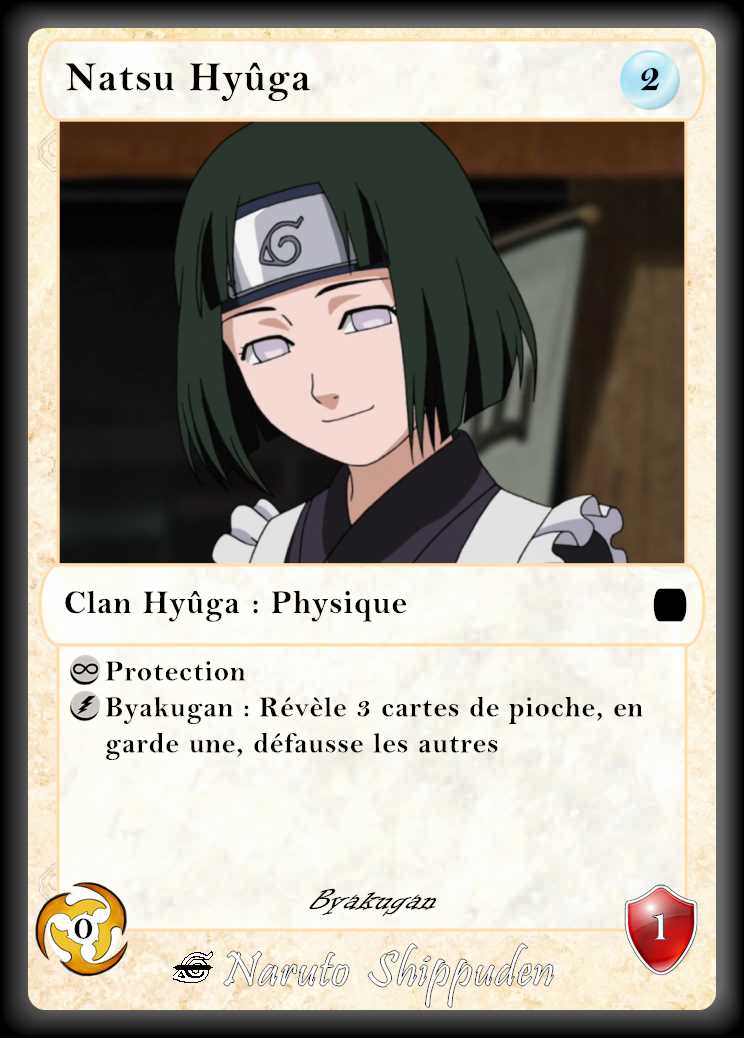 Natsu Hyûga
2
Clan Hyûga : Physique
Protection
Byakugan : Révèle 3 cartes de pioche, en
garde une, défausse les autres
Byakugan
0
1
Naruto Shippuden